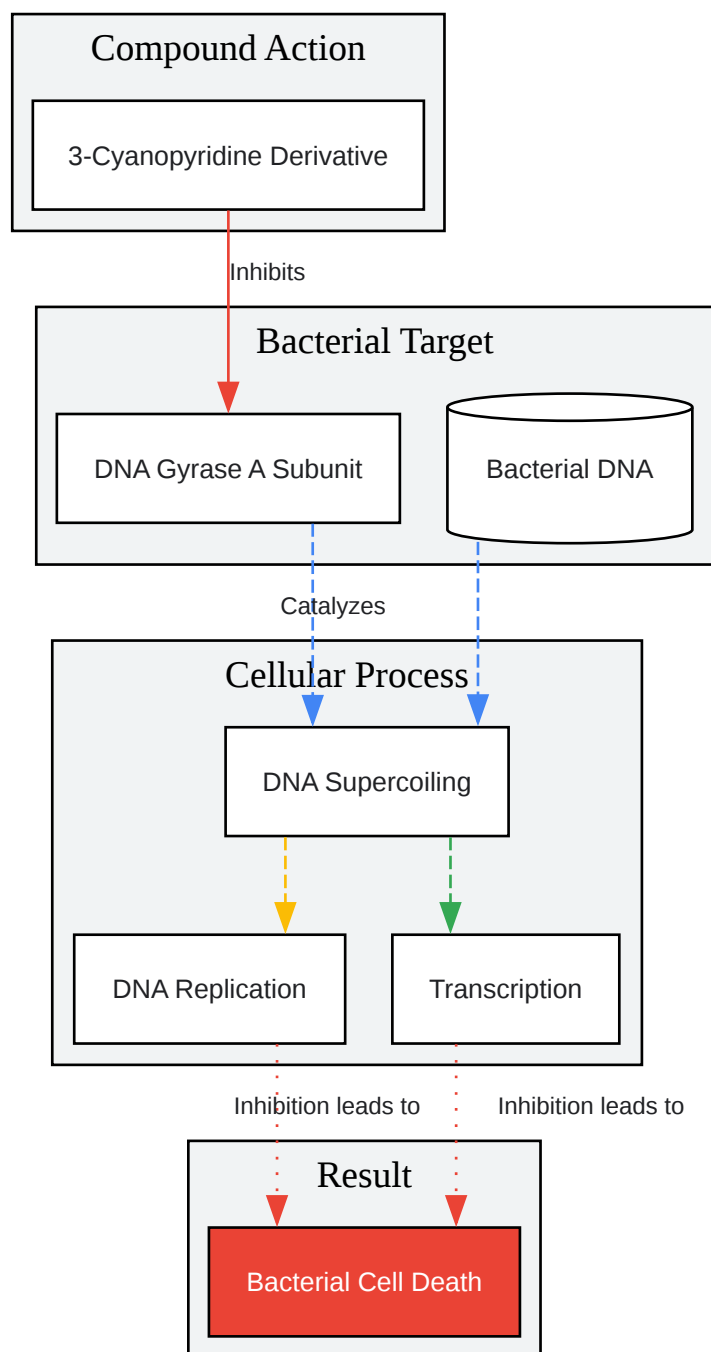 Compound Action
3-Cyanopyridine Derivative
Inhibits
Bacterial Target
DNA Gyrase A Subunit
Bacterial DNA
Catalyzes
Cellular Process
DNA Supercoiling
DNA Replication
Transcription
Inhibition leads to
Inhibition leads to
Result
Bacterial Cell Death